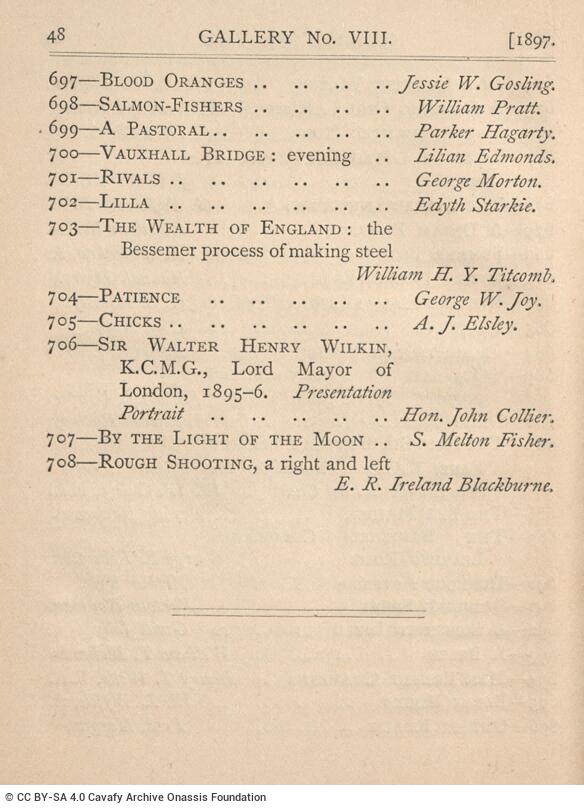 48 GALLERY No. VIII. [1897.
697—BLOOD ORANGES .. .. .. .. Jessie W. Gosling.
698—SALMON-FISHERS .. .. .. .. William Pratt.
699—A PASTORAL.. .. .. .. .. Parker Hagarty.
700—VAUXHALL BRIDGE : evening .. Lilian Edmonds.
701—RIVALS .. .. .. .. .. .. George Morton.
702—LILLA .. .. .. .. .. .. Edyth Starkie.
703—THE WEALTH OF ENGLAND : the
Bessemer process of making steel
William H. Y. Titcomb.
704—PATIENCE .. .. .. .. .. George W. Joy.
705—CHICKS .. .. .. .. .. .. A. J. Elsley.
706—SIR WALTER HENRY WILKIN,
K.C.M.G., Lord Mayor of
London, 1895-6. Presentation
Portrait .. .. .. .. .. Hon. John Collier.
707—BY THE LIGHT OF THE MOON .. S. Melton Fisher.
708—ROUGH SHOOTING, a right and left
E. R. Ireland Blackburne.
© CC BY-SA 4.0 Cavafy Archive Onassis Foundation